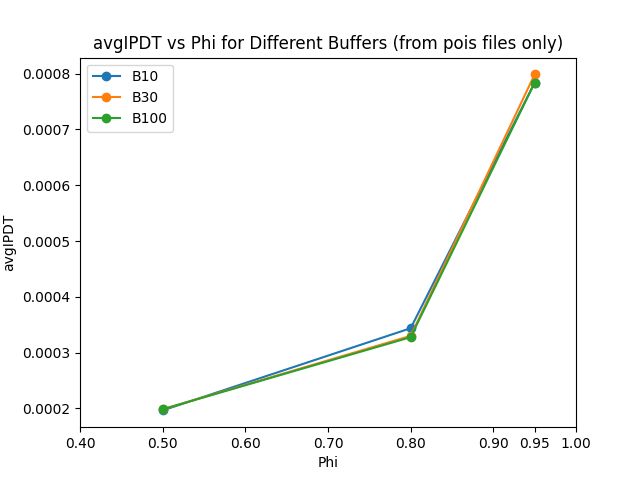 avgIPDT vs Phi for Different Buffers (from pois files only)
B10
B30
B100
avgIPDT
0.0008
0.0007
0.0006
0.0005
0.0004
0.0003
0.0002
0.40 0.50 0.60 0.70 0.80 0.90 0.95 1.00
Phi